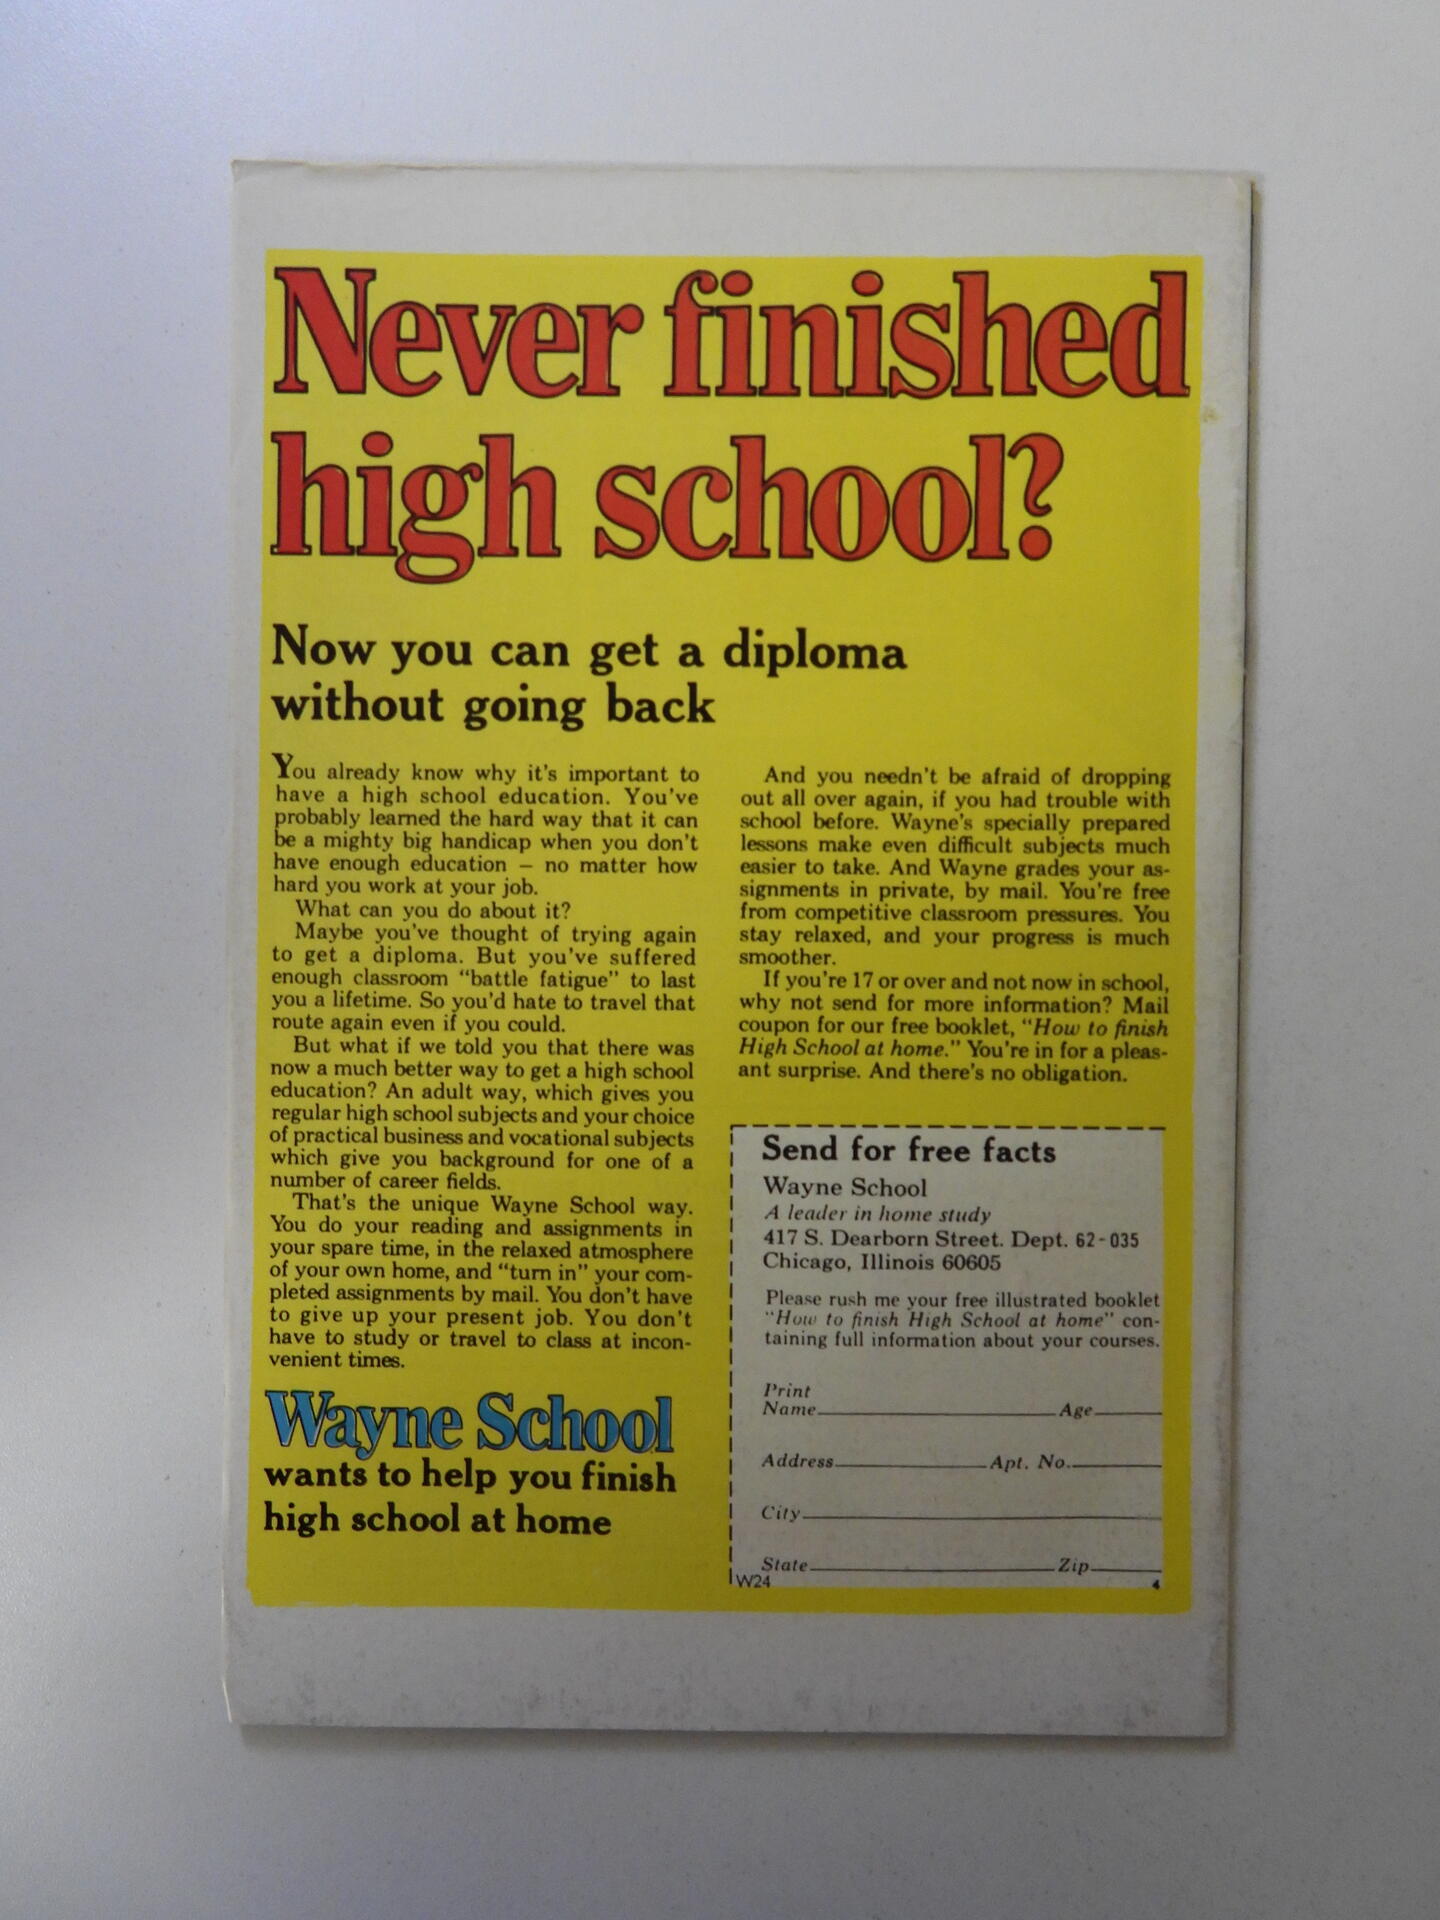 Never finished
high school?
Now you can get a diploma
without going back
You already know why it's important to
have a high school education. You've
probably learned the hard way that it can
be a mighty big handicap when you don't
have enough education – no matter how
hard you work at your job.
What can you do about it?
Maybe you've thought of trying again
to get a diploma. But you've suffered
enough classroom "battle fatigue" to last
you a lifetime. So you'd hate to travel that
route again even if you could.
But what if we told you that there was
now a much better way to get a high school
education? An adult way, which gives you
regular high school subjects and your choice
of practical business and vocational subjects
which give you background for one of a
number of career fields.
That's the unique Wayne School way.
You do your reading and assignments in
your spare time, in the relaxed atmosphere
of your own home, and "turn in" your com-
pleted assignments by mail. You don't have
to give up your present job. You don't
have to study or travel to class at incon-
venient times.
Wayne School
wants to help you finish
high school at home
And you needn't be afraid of dropping
out all over again, if you had trouble with
school before. Wayne's specially prepared
lessons make even difficult subjects much
easier to take. And Wayne grades your as-
signments in private, by mail. You're free
from competitive classroom pressures. You
stay relaxed, and your progress is much
smoother.
If you're 17 or over and not now in school,
why not send for more information? Mail
coupon for our free booklet, "How to finish
High School at home." You're in for a pleas-
ant surprise. And there's no obligation.
Send for free facts
Wayne School
A leader in home study
417 S. Dearborn Street. Dept. 62-035
Chicago, Illinois 60605
Please rush me your free illustrated booklet
"How to finish High School at home" con-
taining full information about your courses.
Print
Name Age
Address Apt. No.
City
State Zip
W24 4